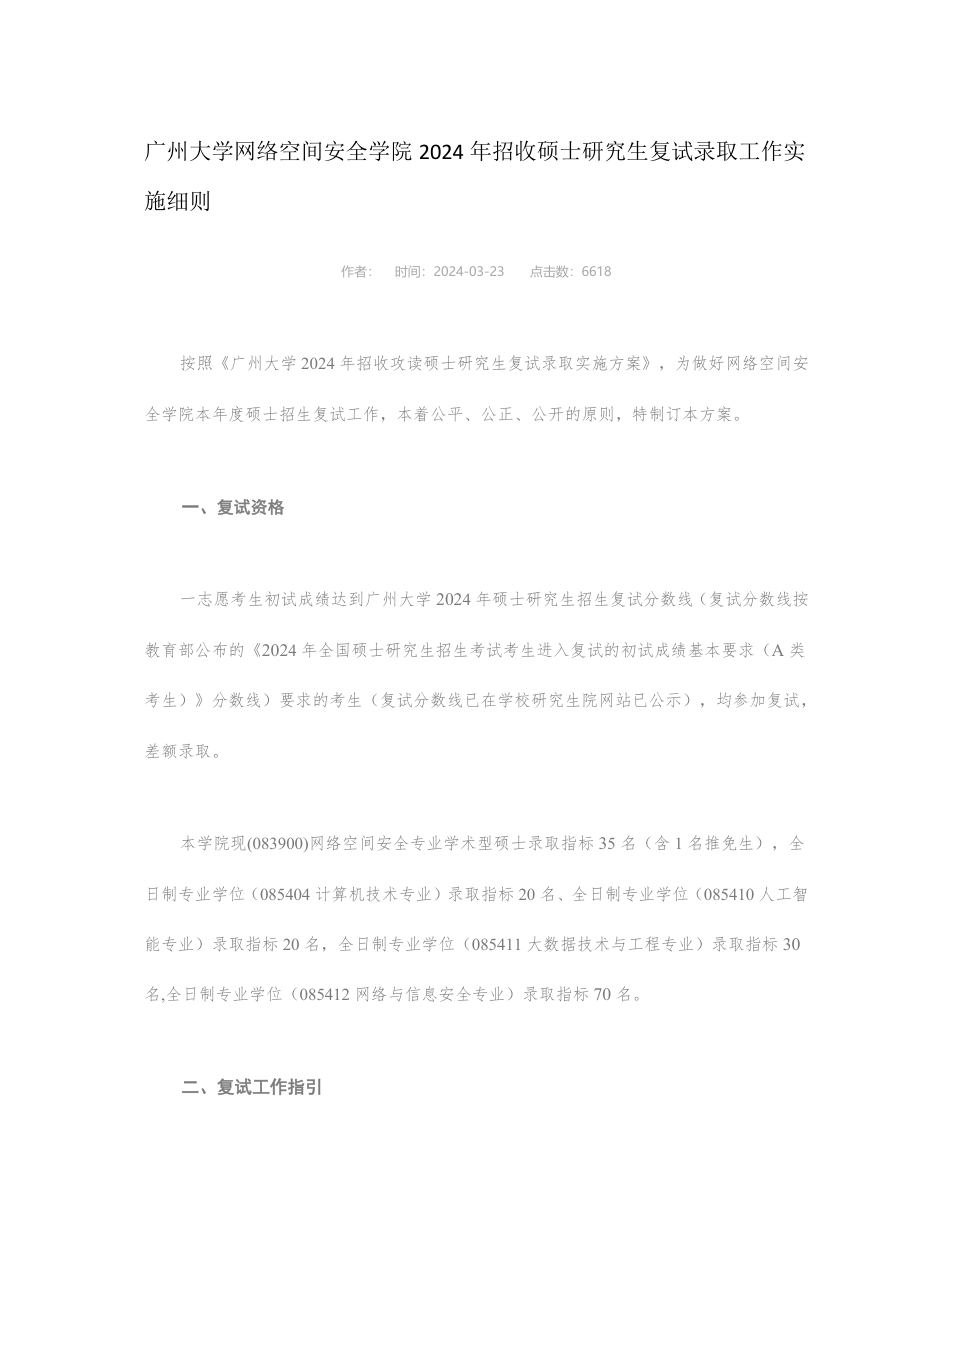 广州大学网络空间安全学院 2024 年招收硕士研究生复试录取工作实
施细则
作者： 时间：2024-03-23 点击数：6618
按照《广州大学 2024 年招收攻读硕士研究生复试录取实施方案》，为做好网络空间安
全学院本年度硕士招生复试工作，本着公平、公正、公开的原则，特制订本方案。
一、复试资格
一志愿考生初试成绩达到广州大学 2024 年硕士研究生招生复试分数线（复试分数线按
教育部公布的《2024 年全国硕士研究生招生考试考生进入复试的初试成绩基本要求（A 类
考生）》分数线）要求的考生（复试分数线已在学校研究生院网站已公示），均参加复试，
差额录取。
本学院现(083900)网络空间安全专业学术型硕士录取指标 35 名（含 1 名推免生），全
日制专业学位（085404 计算机技术专业）录取指标 20 名、全日制专业学位（085410 人工智
能专业）录取指标 20 名，全日制专业学位（085411 大数据技术与工程专业）录取指标 30
名,全日制专业学位（085412 网络与信息安全专业）录取指标 70 名。
二、复试工作指引